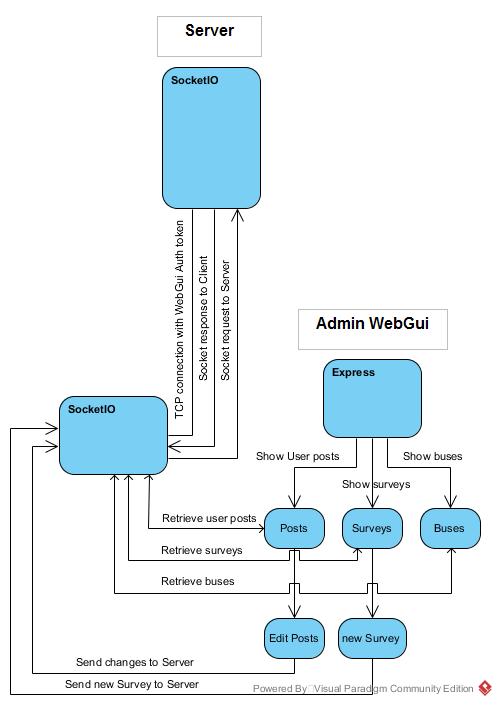 Server
SocketIO
TCP connection with WebGui Auth token
Socket response to Client
Socket request to Server
Admin WebGui
Express
SocketIO
Show User posts
Show buses
Show surveys
Posts
Surveys
Buses
Retrieve user posts
Retrieve surveys
Retrieve buses
Edit Posts
new Survey
Send changes to Server
Send new Survey to Server
Powered By Visual Paradigm Community Edition